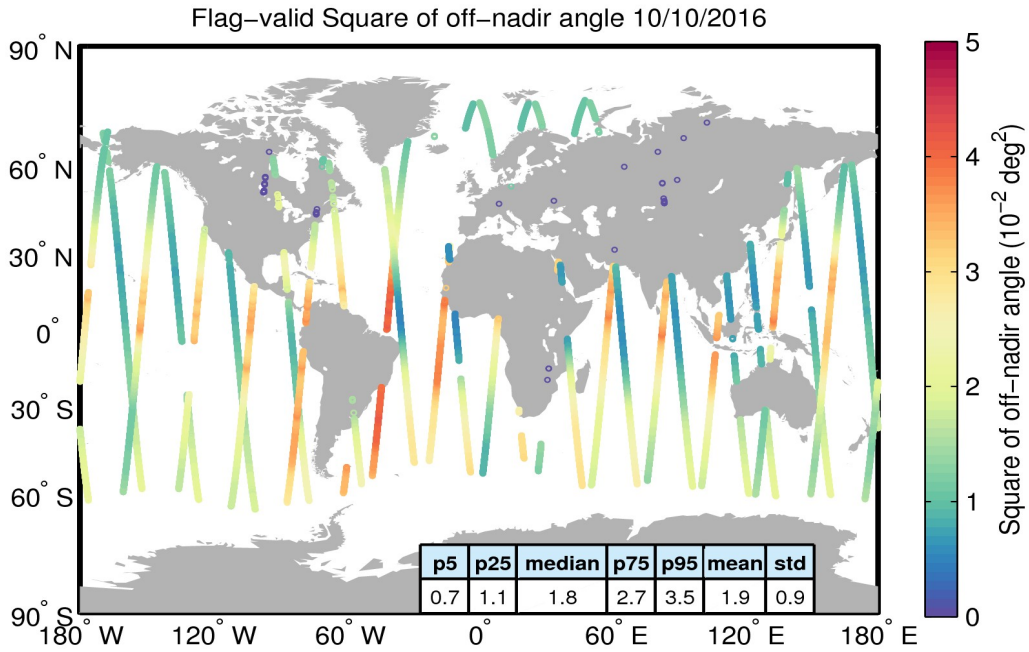 Flag−valid Square of off−nadir angle 10/10/2016
90° N
60° N
30° N
0°
30° S
60° S
90° S
180° W
120° W
60° W
0°
60° E
120° E
180° E
p5 p25 median p75 p95 mean std
0.7 1.1 1.8 2.7 3.5 1.9 0.9
5
4
3
2
1
0
Square of off−nadir angle (10⁻² deg²)